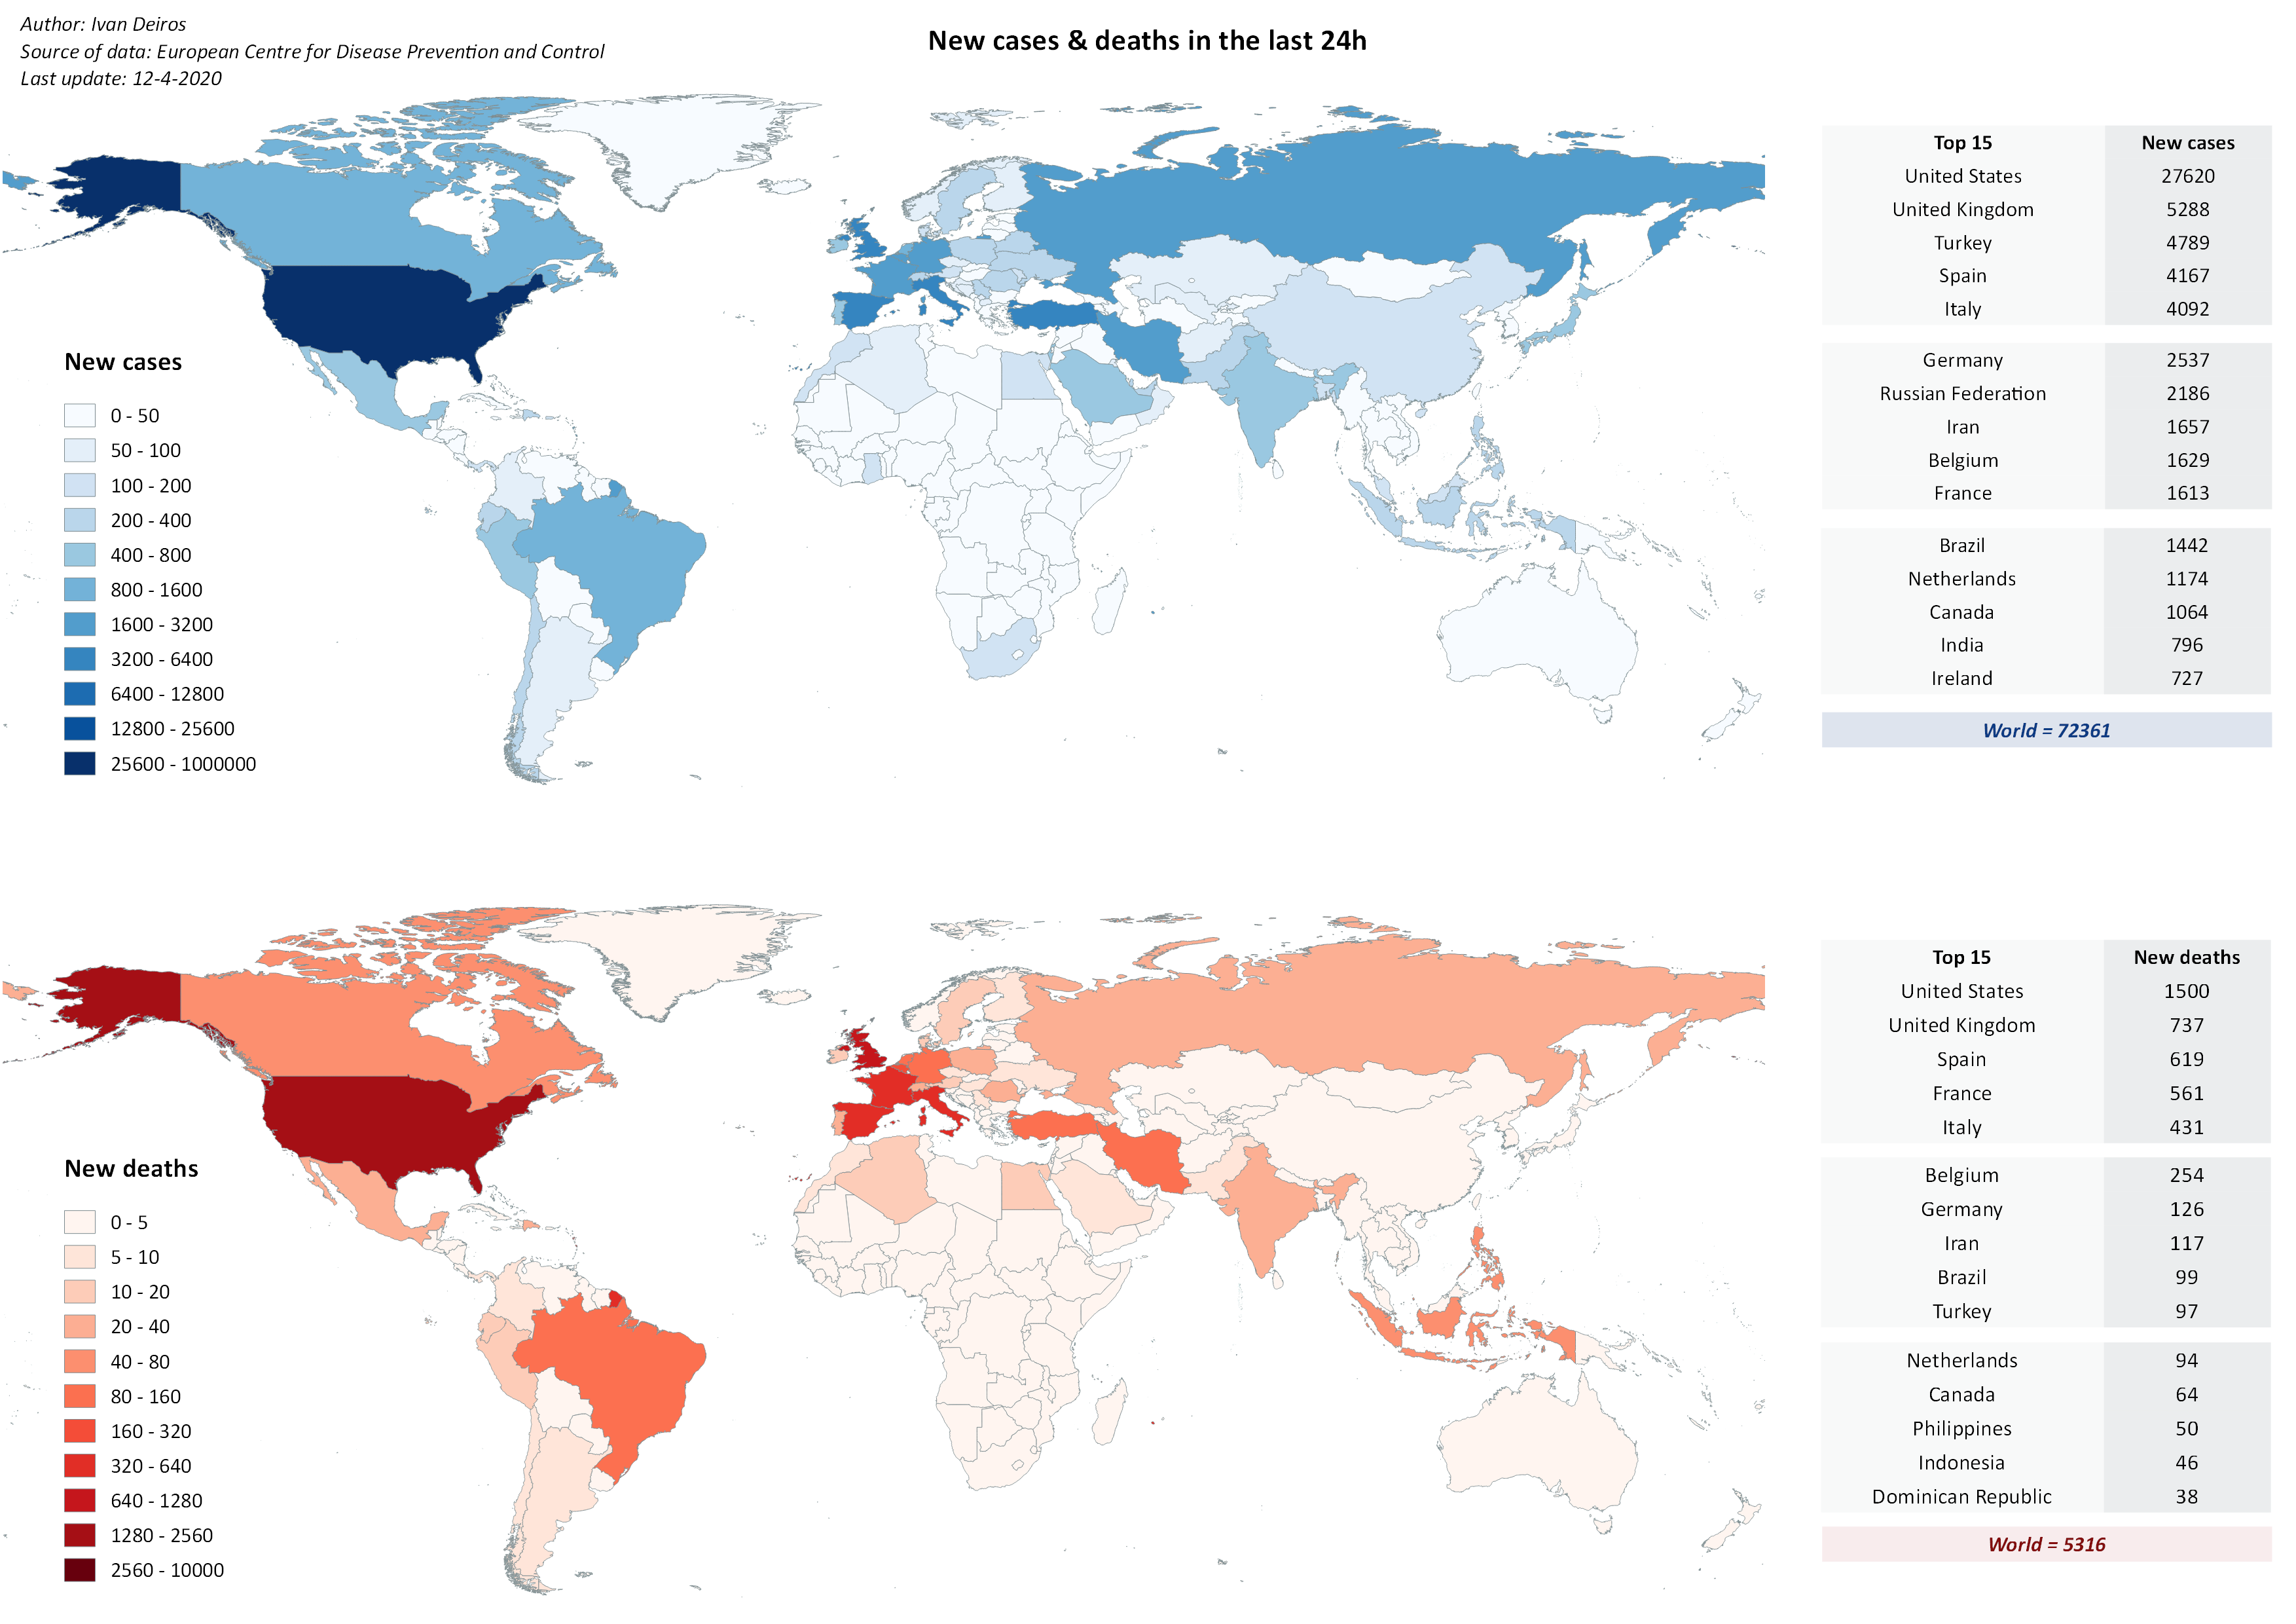 Author: Ivan Deiros
Source of data: European Centre for Disease Prevention and Control
Last update: 12-4-2020
New cases & deaths in the last 24h
New cases
0 - 50
50 - 100
100 - 200
200 - 400
400 - 800
800 - 1600
1600 - 3200
3200 - 6400
6400 - 12800
12800 - 25600
25600 - 1000000
Top 15 New cases
United States 27620
United Kingdom 5288
Turkey 4789
Spain 4167
Italy 4092
Germany 2537
Russian Federation 2186
Iran 1657
Belgium 1629
France 1613
Brazil 1442
Netherlands 1174
Canada 1064
India 796
Ireland 727
World = 72361
New deaths
0 - 5
5 - 10
10 - 20
20 - 40
40 - 80
80 - 160
160 - 320
320 - 640
640 - 1280
1280 - 2560
2560 - 10000
Top 15 New deaths
United States 1500
United Kingdom 737
Spain 619
France 561
Italy 431
Belgium 254
Germany 126
Iran 117
Brazil 99
Turkey 97
Netherlands 94
Canada 64
Philippines 50
Indonesia 46
Dominican Republic 38
World = 5316